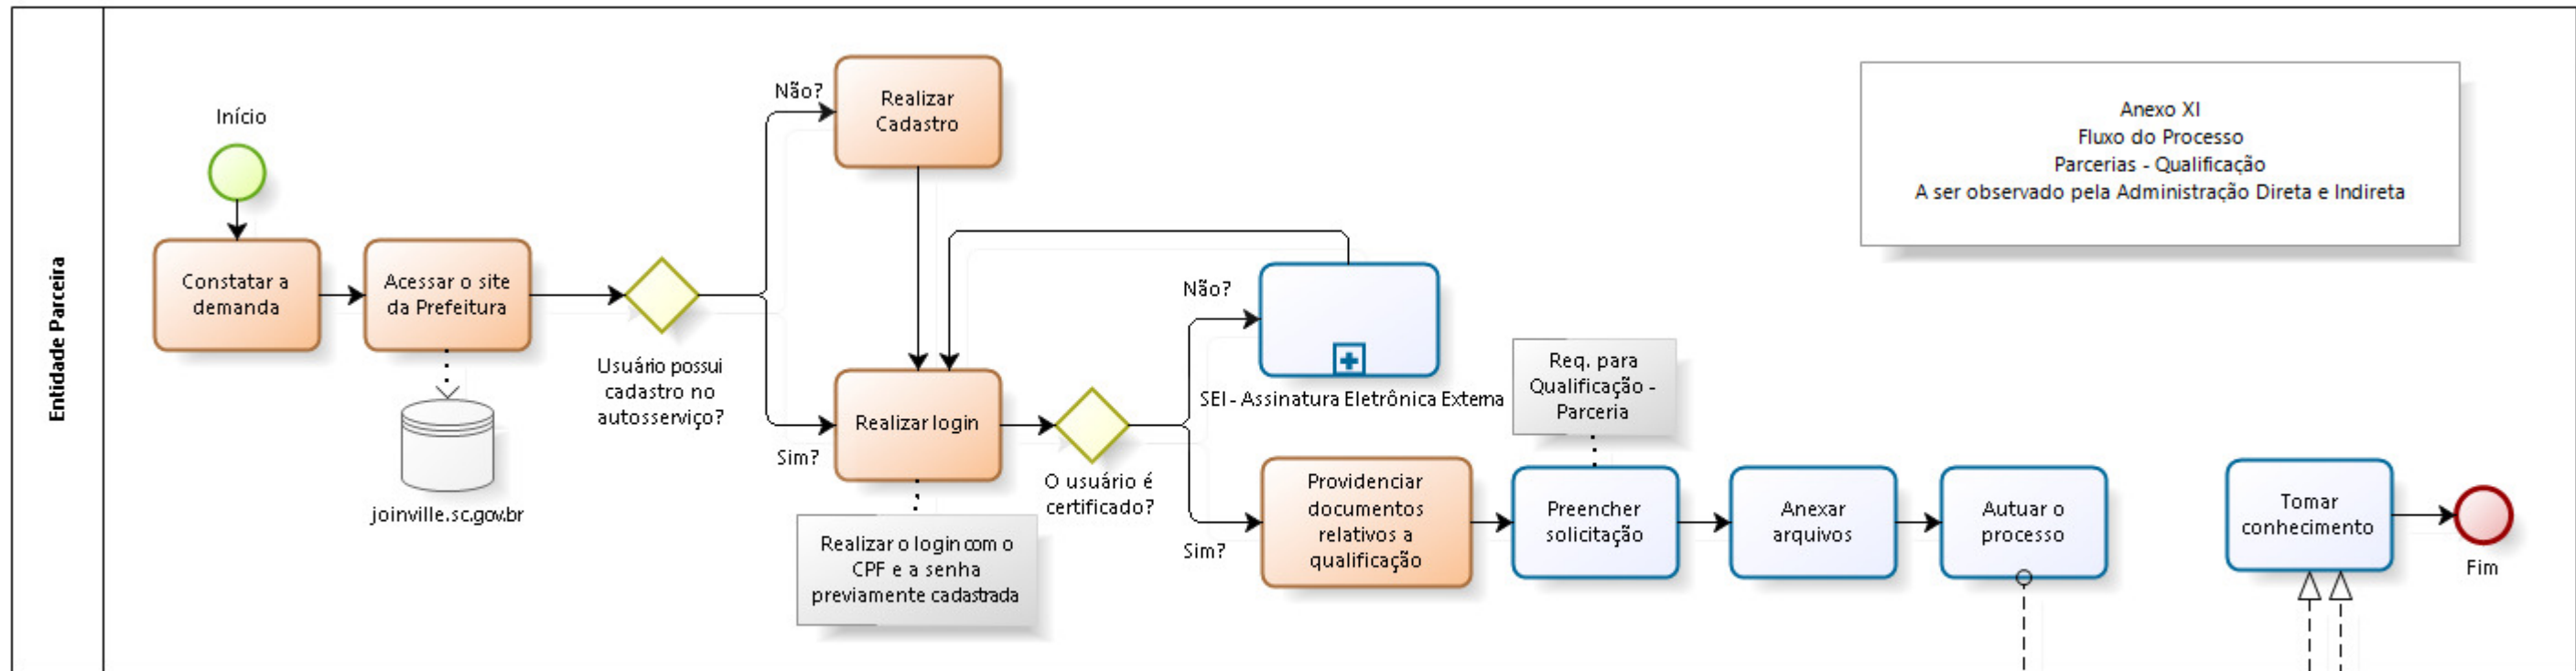 Entidade Parceira
Início
Constatar a
demanda
Acessar o site
da Prefeitura
joinville.sc.gov.br
Usuário possui
cadastro no
autosserviço?
Não?
Realizar
Cadastro
Sim?
Realizar login
Realizar o login com o
CPF e a senha
previamente cadastrada
O usuário é
certificado?
Não?
SEI - Assinatura Eletrônica Externa
Sim?
Providenciar
documentos
relativos a
qualificação
Req. para
Qualificação -
Parceria
Preencher
solicitação
Anexar
arquivos
Autuar o
processo
Anexo XI
Fluxo do Processo
Parcerias - Qualificação
A ser observado pela Administração Direta e Indireta
Tomar
conhecimento
Fim